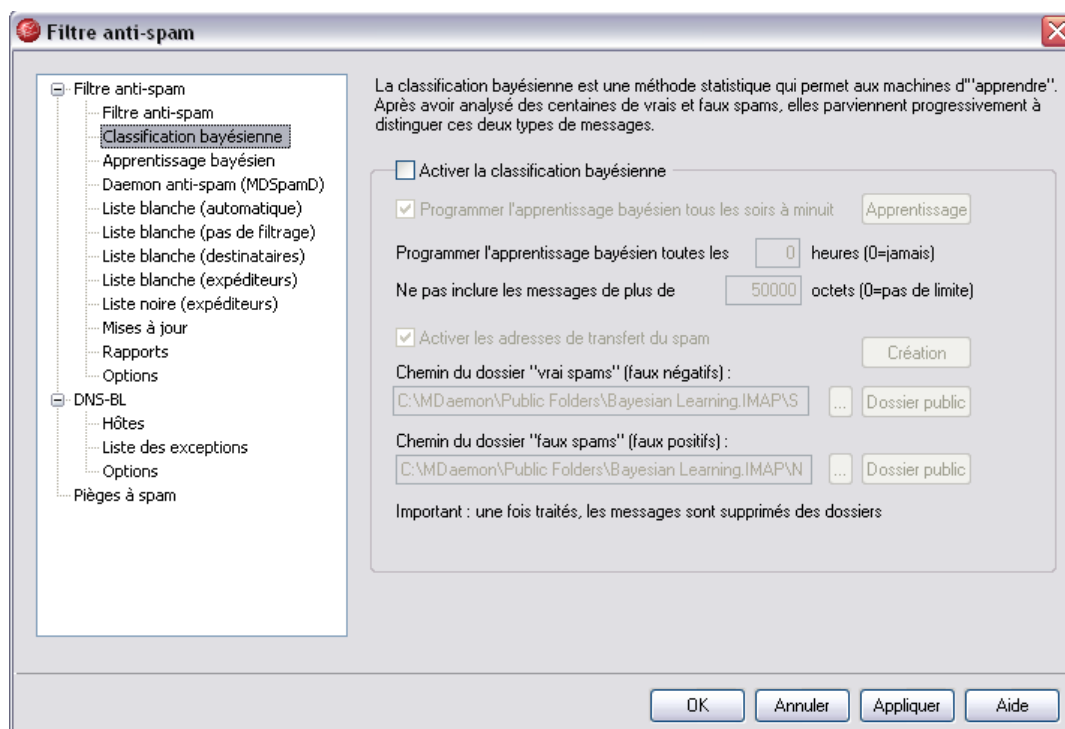 Filtre anti-spam
Filtre anti-spam
Filtre anti-spam
Classification bayésienne
Apprentissage bayésien
Daemon anti-spam (MDSpamD)
Liste blanche (automatique)
Liste blanche (pas de filtrage)
Liste blanche (destinataires)
Liste blanche (expéditeurs)
Liste noire (expéditeurs)
Mises à jour
Rapports
Options
DNS-BL
Hôtes
Liste des exceptions
Options
Pièges à spam
La classification bayésienne est une méthode statistique qui permet aux machines d'"apprendre".
Après avoir analysé des centaines de vrais et faux spams, elles parviennent progressivement à
distinguer ces deux types de messages.
Activer la classification bayésienne
Programmer l'apprentissage bayésien tous les soirs à minuit Apprentissage
Programmer l'apprentissage bayésien toutes les 0 heures (0=jamais)
Ne pas inclure les messages de plus de 50000 octets (0=pas de limite)
Activer les adresses de transfert du spam
Création
Chemin du dossier "vrai spams" (faux négatifs) :
C:\MDaemon\Public Folders\Bayesian Learning.IMAP\S ... Dossier public
Chemin du dossier "faux spams" (faux positifs) :
C:\MDaemon\Public Folders\Bayesian Learning.IMAP\N ... Dossier public
Important : une fois traités, les messages sont supprimés des dossiers
OK Annuler Appliquer Aide